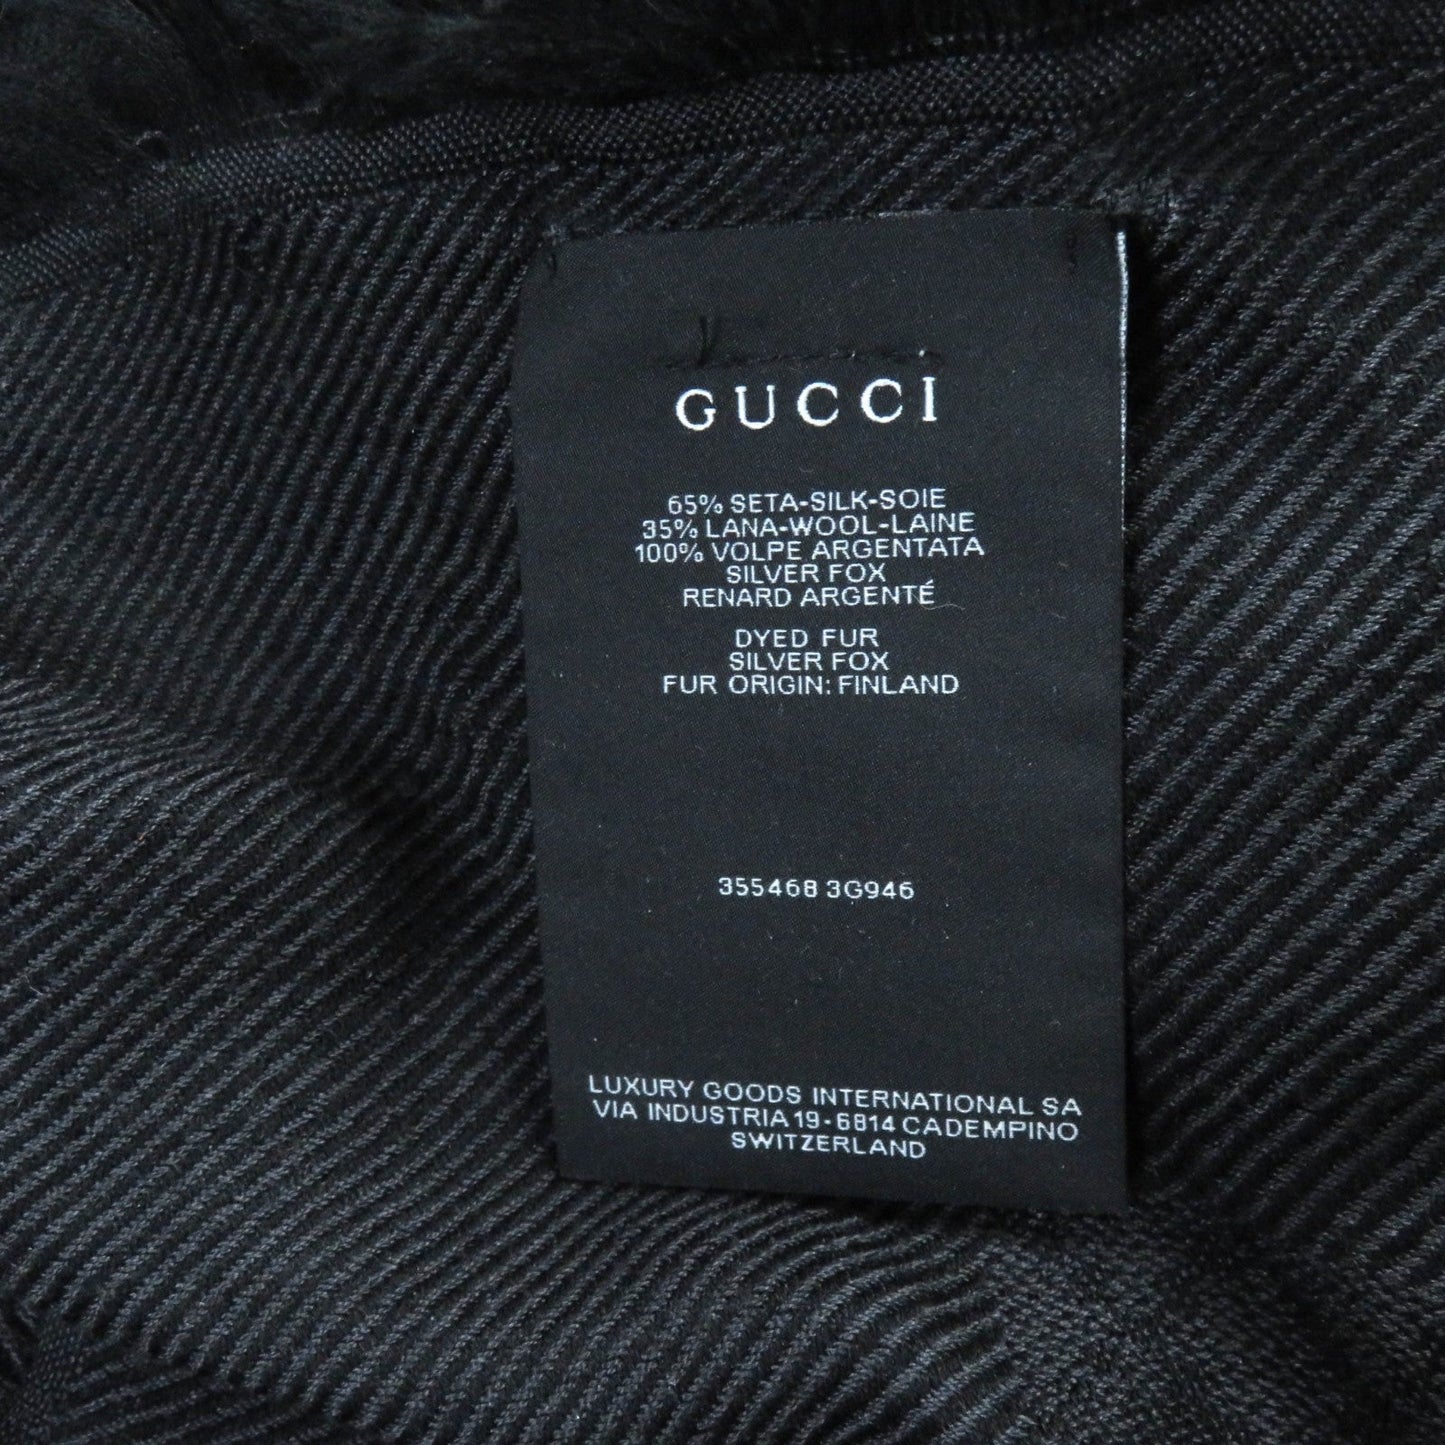 GUCCI
65% SETA-SILK-SOIE
35% LANA-WOOL-LAINE
100% VOLPE ARGENTATA
SILVER FOX
RENARD ARGENTÉ
DYED FUR
SILVER FOX
FUR ORIGIN: FINLAND
355468 3G946
LUXURY GOODS INTERNATIONAL SA
VIA INDUSTRIA 19-6814 CADEMPINO
SWITZERLAND